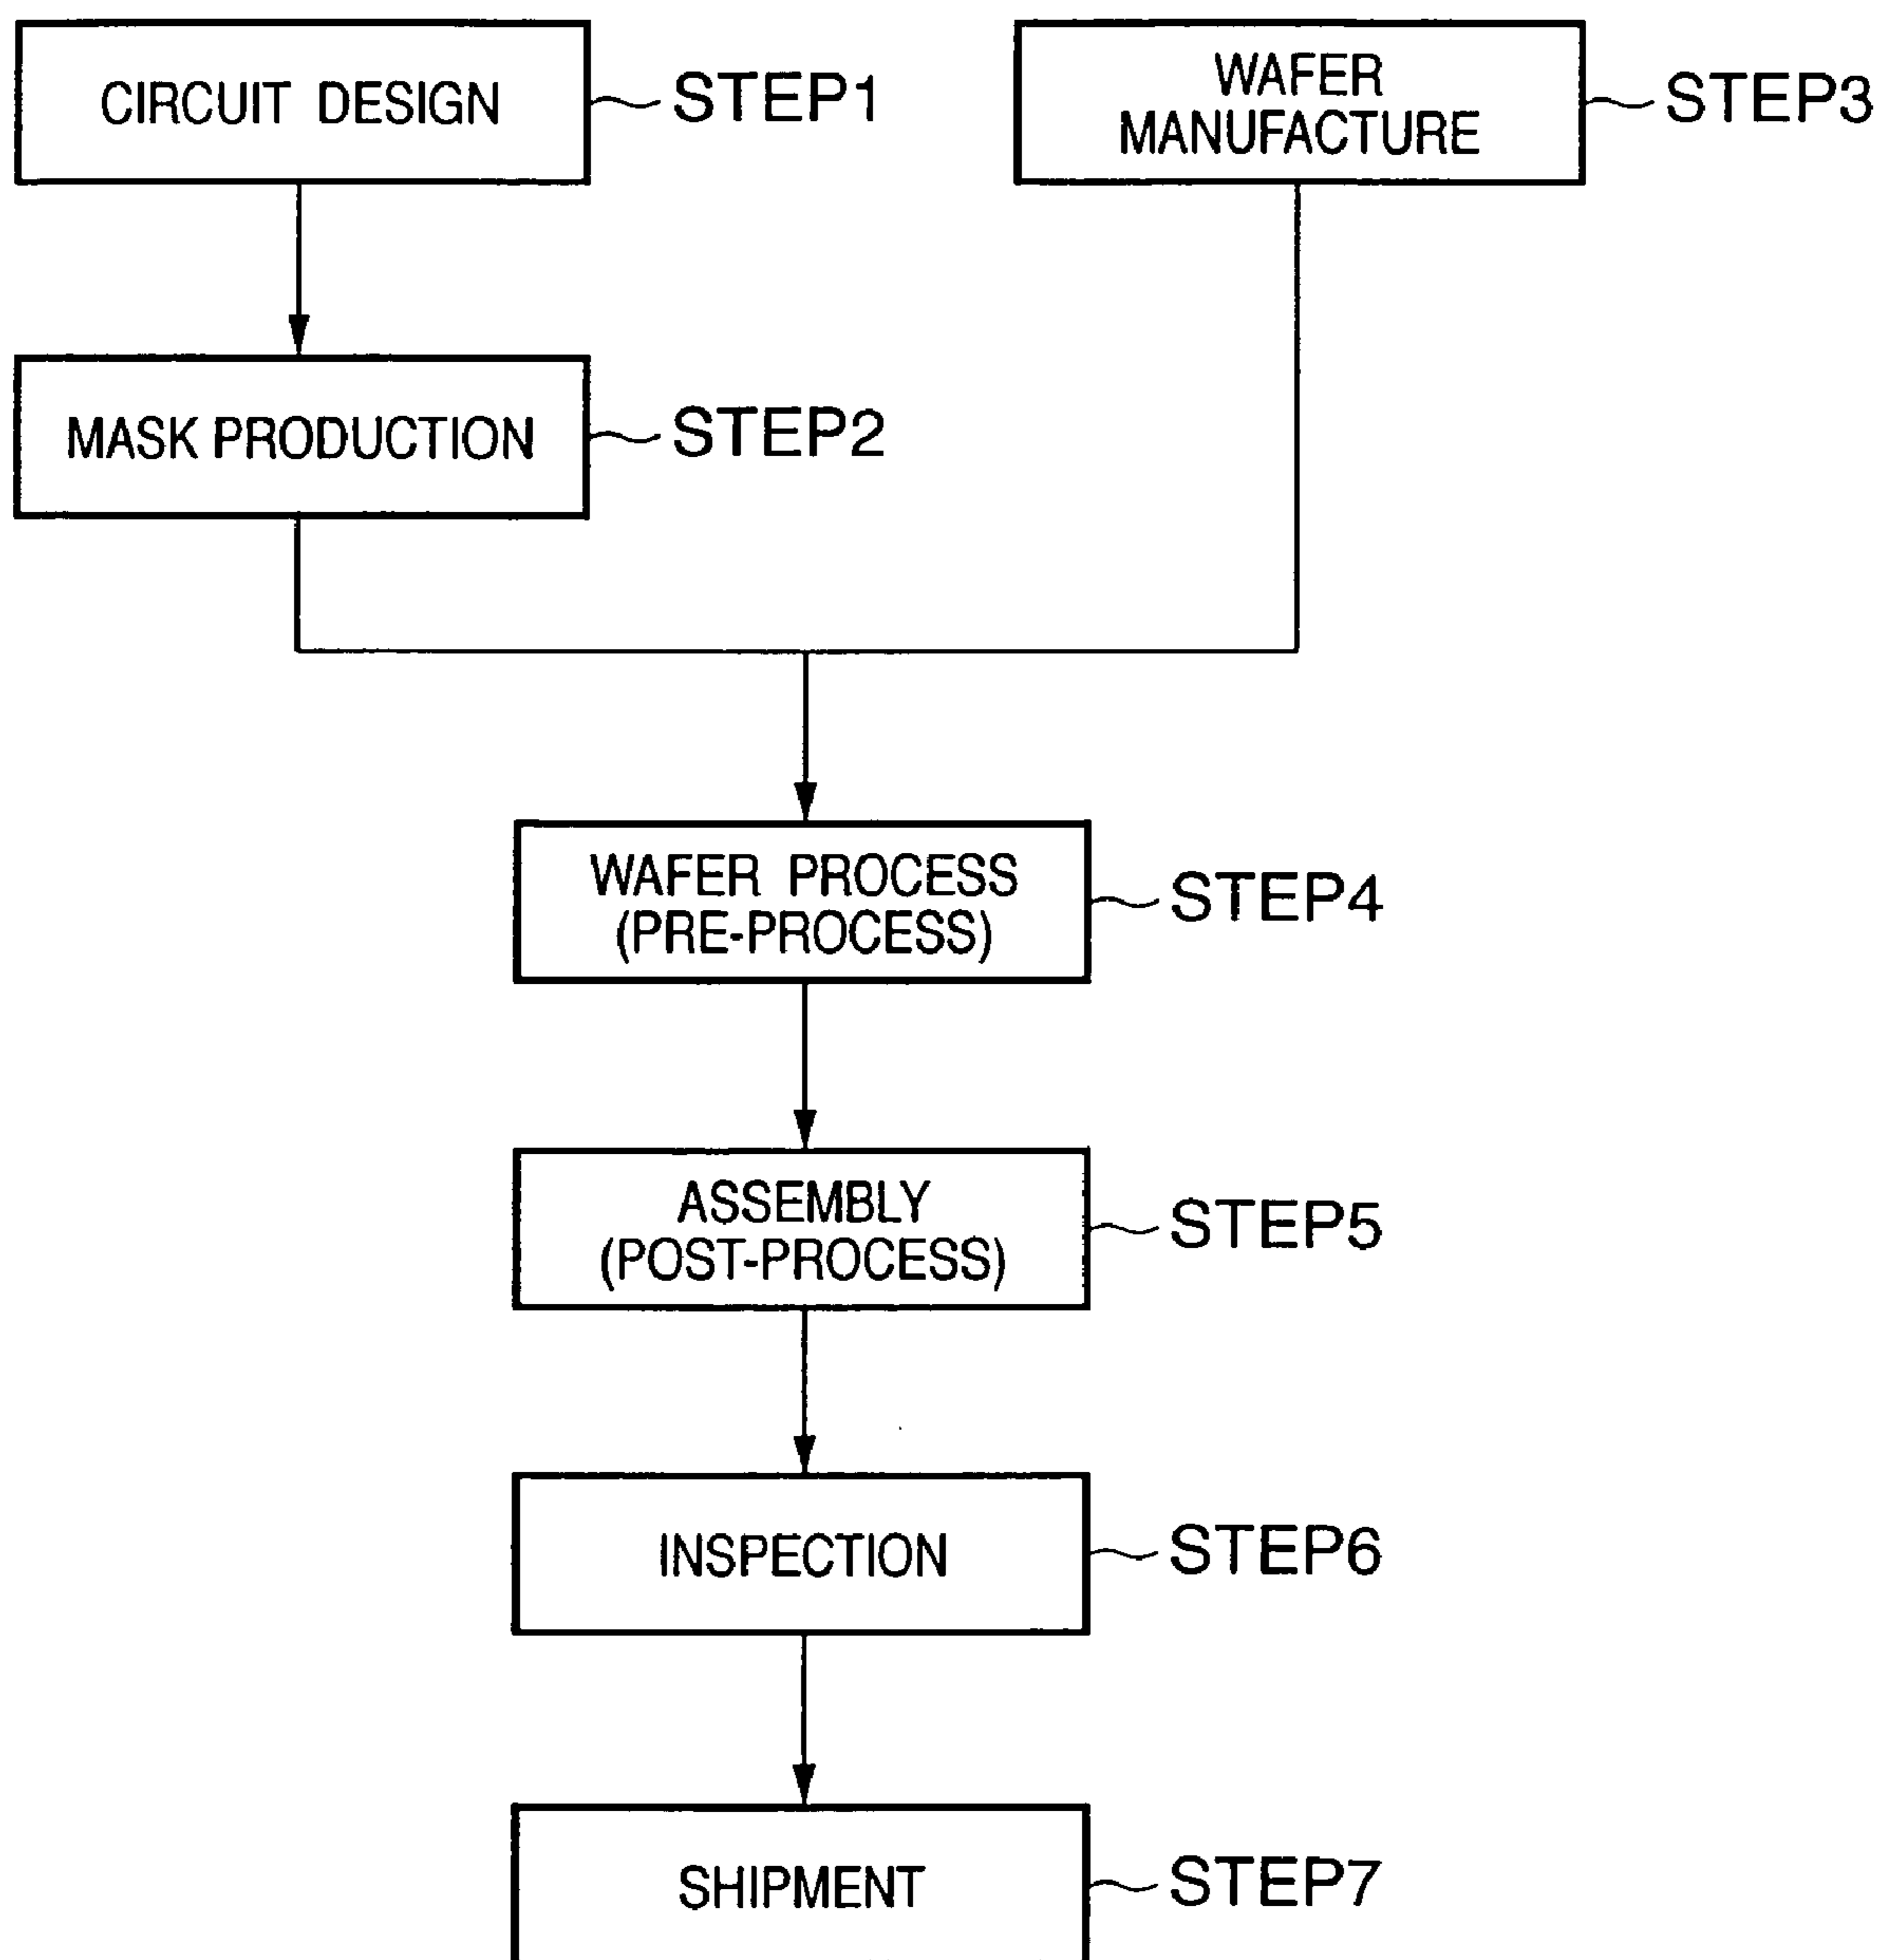 CIRCUIT DESIGN
STEP1
WAFER
MANUFACTURE
STEP3
MASK PRODUCTION
STEP2
WAFER PROCESS
(PRE-PROCESS)
STEP4
ASSEMBLY
(POST-PROCESS)
STEP5
INSPECTION
STEP6
SHIPMENT
STEP7